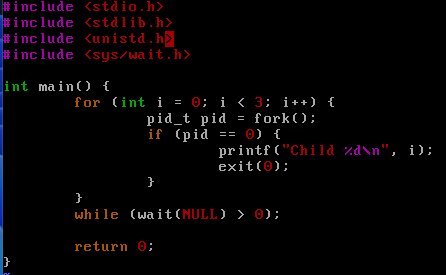 #include <stdio.h>
#include <stdlib.h>
#include <unistd.h>
#include <sys/wait.h>

int main() {
        for (int i = 0; i < 3; i++) {
                pid_t pid = fork();
                if (pid == 0) {
                        printf("Child %d\n", i);
                        exit(0);
                }
        }
        while (wait(NULL) > 0);

        return 0;
}